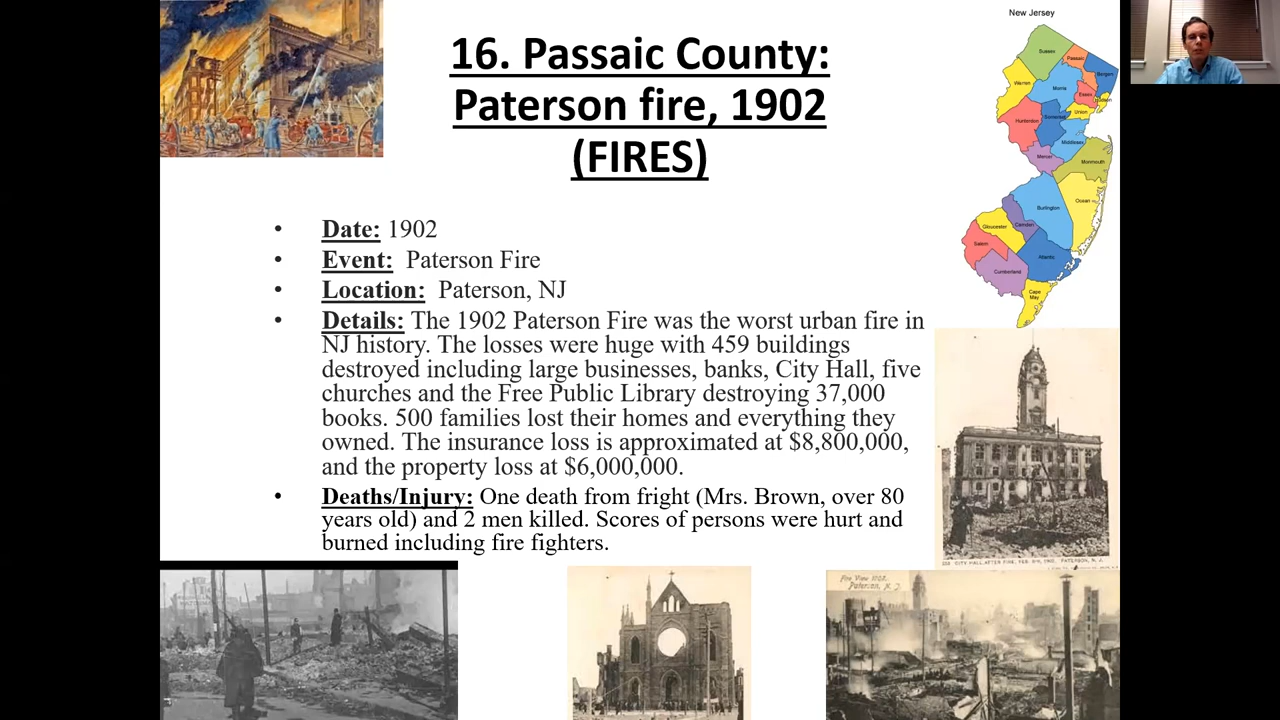 16. Passaic County:
Paterson fire, 1902
(FIRES)
New Jersey
Sussex
Passaic
Bergen
Warren
Morris
Essex
Hudson
Union
Hunterdon
Somerset
Middlesex
Mercer
Monmouth
Ocean
Burlington
Camden
Gloucester
Salem
Atlantic
Cumberland
Cape
May
• Date: 1902
• Event: Paterson Fire
• Location: Paterson, NJ
• Details: The 1902 Paterson Fire was the worst urban fire in
NJ history. The losses were huge with 459 buildings
destroyed including large businesses, banks, City Hall, five
churches and the Free Public Library destroying 37,000
books. 500 families lost their homes and everything they
owned. The insurance loss is approximated at $8,800,000,
and the property loss at $6,000,000.
• Deaths/Injury: One death from fright (Mrs. Brown, over 80
years old) and 2 men killed. Scores of persons were hurt and
burned including fire fighters.
CITY HALL, AFTER FIRE, FEB. 9TH, 1902, PATERSON, N. J.
Fire View 1902.
Paterson, N. J.